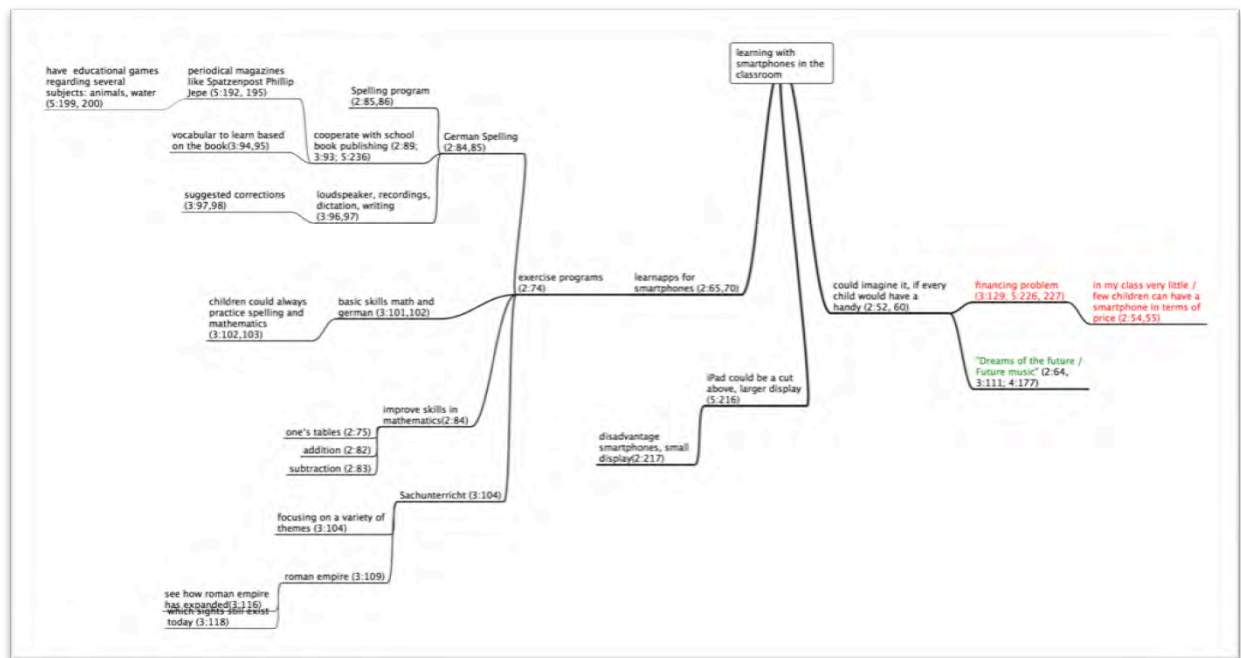 learning with
smartphones in the
classroom
have educational games
regarding several
subjects: animals, water
(5:199, 200)
periodical magazines
like Spatzenpost Phillip
Jepe (5:192, 195)
Spelling program
(2:85,86)
vocabular to learn based
on the book(3:94,95)
cooperate with school
book publishing (2:89;
3:93; 5:236)
German Spelling
(2:84,85)
suggested corrections
(3:97,98)
loudspeaker, recordings,
dictation, writing
(3:96,97)
exercise programs
(2:74)
learnapps for
smartphones (2:65,70)
could imagine it, if every
child would have a
handy (2:52, 60)
financing problem
(3:129; 5:226, 227)
in my class very little /
few children can have a
smartphone in terms of
price (2:54,55)
children could always
practice spelling and
mathematics
(3:102,103)
basic skills math and
german (3:101,102)
"Dreams of the future /
Future music" (2:64,
3:111; 4:177)
iPad could be a cut
above, larger display
(5:216)
improve skills in
mathematics(2:84)
one's tables (2:75)
addition (2:82)
subtraction (2:83)
disadvantage
smartphones, small
display(2:217)
Sachunterricht (3:104)
focusing on a variety of
themes (3:104)
roman empire (3:109)
see how roman empire
has expanded(3:116)
which sights still exist
today (3:118)